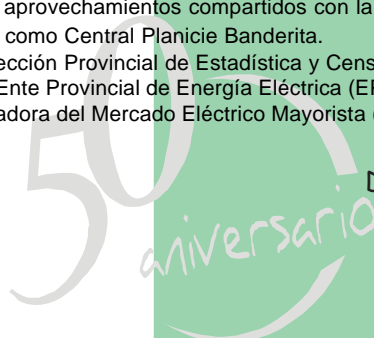 aprovechamientos compartidos con la
como Central Planicie Banderita.
ección Provincial de Estadística y Cens
Ente Provincial de Energía Eléctrica (EP
adora del Mercado Eléctrico Mayorista
50
aniversario